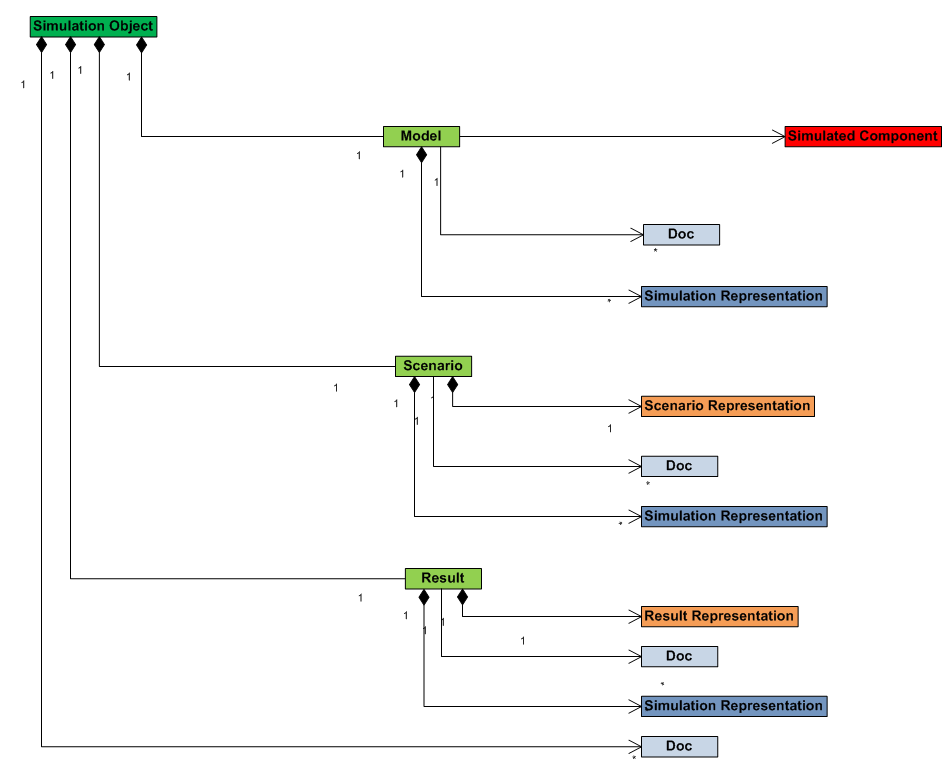 Simulation Object
1
1
1
1
Model
Simulated Component
1
1
1
Doc
*
Simulation Representation
*
Scenario
1
1
1
Scenario Representation
1
Doc
*
Simulation Representation
*
Result
1
1
1
1
Result Representation
1
Doc
*
Simulation Representation
Doc
*